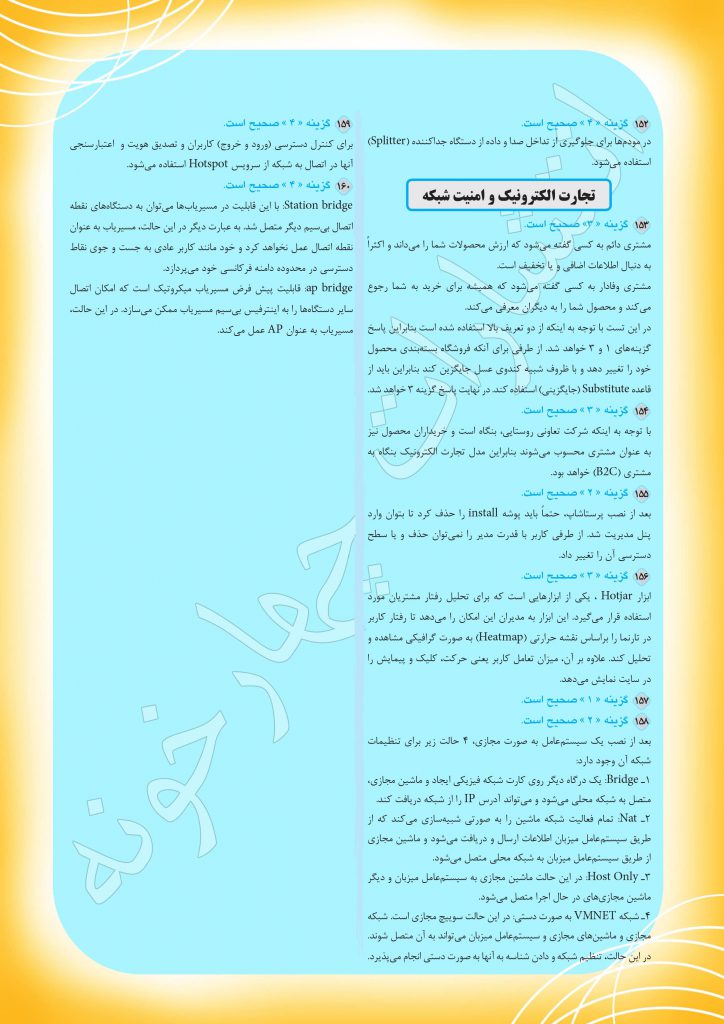 ۱۵۲ گزینه « ۴ » صحیح است.
در مودم‌ها برای جلوگیری از تداخل صدا و داده از دستگاه جداکننده (Splitter)
استفاده می‌شود.
تجارت الکترونیک و امنیت شبکه
۱۵۳ گزینه « ۳ » صحیح است.
مشتری دائم به کسی گفته می‌شود که ارزش محصولات شما را می‌داند و اکثراً
به دنبال اطلاعات اضافی و یا تخفیف است.
مشتری وفادار به کسی گفته می‌شود که همیشه برای خرید به شما رجوع
می‌کند و محصول شما را به دیگران معرفی می‌کند.
در این تست با توجه به اینکه از دو تعریف بالا استفاده شده است بنابراین پاسخ
گزینه‌های ۱ و ۳ خواهد شد. از طرفی برای آنکه فروشگاه بسته‌بندی محصول
خود را تغییر دهد و با ظروف شبیه کندوی عسل جایگزین کند بنابراین باید از
قاعده Substitute (جایگزینی) استفاده کند. در نهایت پاسخ گزینه ۳ خواهد شد.
۱۵۴ گزینه « ۳ » صحیح است.
با توجه به اینکه شرکت تعاونی روستایی، بنگاه است و خریداران محصول نیز
به عنوان مشتری محسوب می‌شوند بنابراین مدل تجارت الکترونیک بنگاه به
مشتری (B2C) خواهد بود.
۱۵۵ گزینه « ۲ » صحیح است.
بعد از نصب پرستاشاپ، حتماً باید پوشه install را حذف کرد تا بتوان وارد
پنل مدیریت شد. از طرفی کاربر با قدرت مدیر را نمی‌توان حذف و یا سطح
دسترسی آن را تغییر داد.
۱۵۶ گزینه « ۳ » صحیح است.
ابزار Hotjar ، یکی از ابزارهایی است که برای تحلیل رفتار مشتریان مورد
استفاده قرار می‌گیرد. این ابزار به مدیران این امکان را می‌دهد تا رفتار کاربر
در تارنما را براساس نقشه حرارتی (Heatmap) به صورت گرافیکی مشاهده و
تحلیل کند. علاوه بر آن، میزان تعامل کاربر یعنی حرکت، کلیک و پیمایش را
در سایت نمایش می‌دهد.
۱۵۷ گزینه « ۱ » صحیح است.
۱۵۸ گزینه « ۲ » صحیح است.
بعد از نصب یک سیستم‌عامل به صورت مجازی، ۴ حالت زیر برای تنظیمات
شبکه آن وجود دارد:
۱ـ Bridge: یک درگاه دیگر روی کارت شبکه فیزیکی ایجاد و ماشین مجازی،
متصل به شبکه محلی می‌شود و می‌تواند آدرس IP را از شبکه دریافت کند.
۲ـ Nat: تمام فعالیت شبکه ماشین را به صورتی شبیه‌سازی می‌کند که از
طریق سیستم‌عامل میزبان اطلاعات ارسال و دریافت می‌شود و ماشین مجازی
از طریق سیستم‌عامل میزبان به شبکه محلی متصل می‌شود.
۳ـ Host Only: در این حالت ماشین مجازی به سیستم‌عامل میزبان و دیگر
ماشین مجازی‌های در حال اجرا متصل می‌شود.
۴ـ شبکه VMNET به صورت دستی: در این حالت سوییچ مجازی است. شبکه
مجازی و ماشین‌های مجازی و سیستم‌عامل میزبان می‌تواند به آن متصل شوند.
در این حالت، تنظیم شبکه و دادن شناسه به آنها به صورت دستی انجام می‌پذیرد.
۱۵۹ گزینه « ۴ » صحیح است.
برای کنترل دسترسی (ورود و خروج) کاربران و تصدیق هویت و اعتبارسنجی
آنها در اتصال به شبکه از سرویس Hotspot استفاده می‌شود.
۱۶۰ گزینه « ۴ » صحیح است.
Station bridge: با این قابلیت در مسیریاب‌ها می‌توان به دستگاه‌های نقطه
اتصال بی‌سیم دیگر متصل شد. به عبارت دیگر در این حالت، مسیریاب به عنوان
نقطه اتصال عمل نخواهد کرد و خود مانند کاربر عادی به جست و جوی نقاط
دسترسی در محدوده دامنه فرکانسی خود می‌پردازد.
ap bridge: قابلیت پیش فرض مسیریاب میکروتیک است که امکان اتصال
سایر دستگاه‌ها را به اینترفیس بی‌سیم مسیریاب ممکن می‌سازد. در این حالت،
مسیریاب به عنوان AP عمل می‌کند.
انتشارات چهارخونه